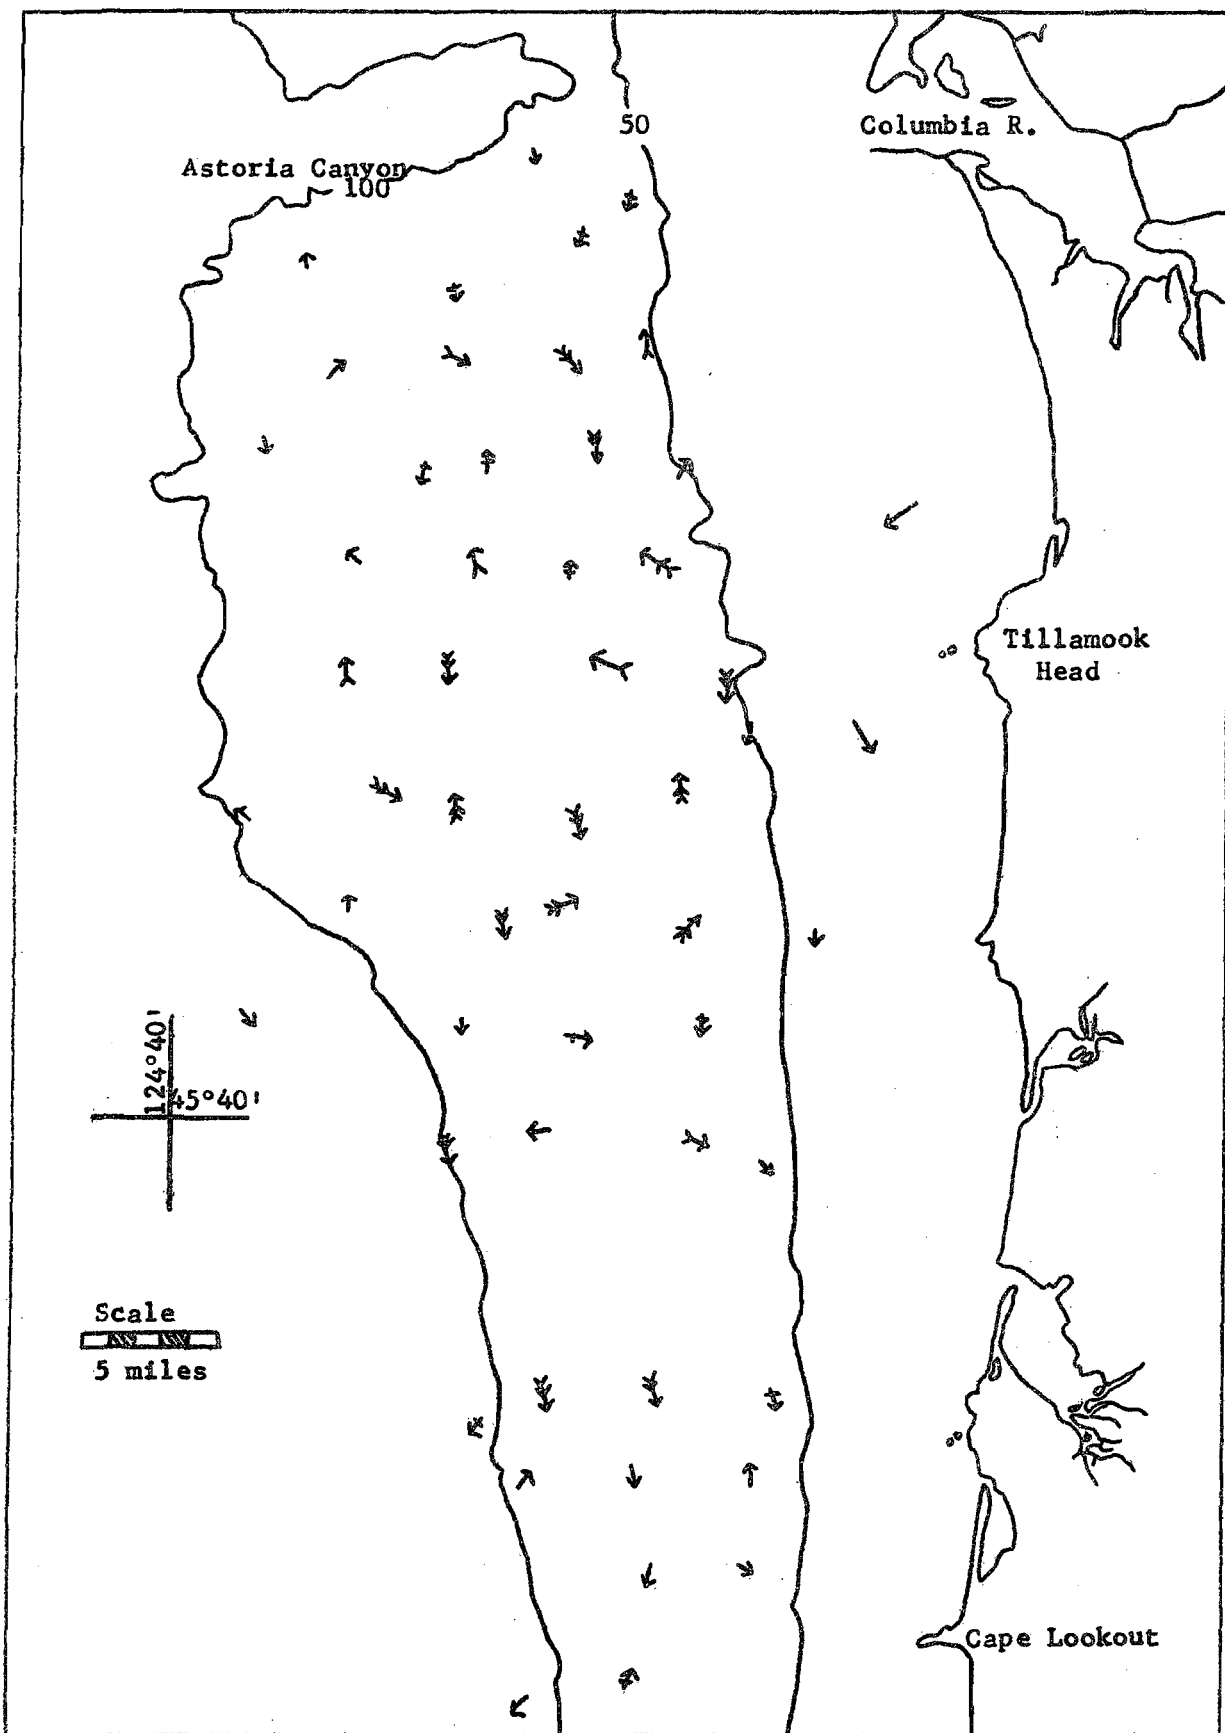 50
Columbia R.
Astoria Canyon
100
Tillamook
Head
124°40'
45°40'
Scale
5 miles
Cape Lookout